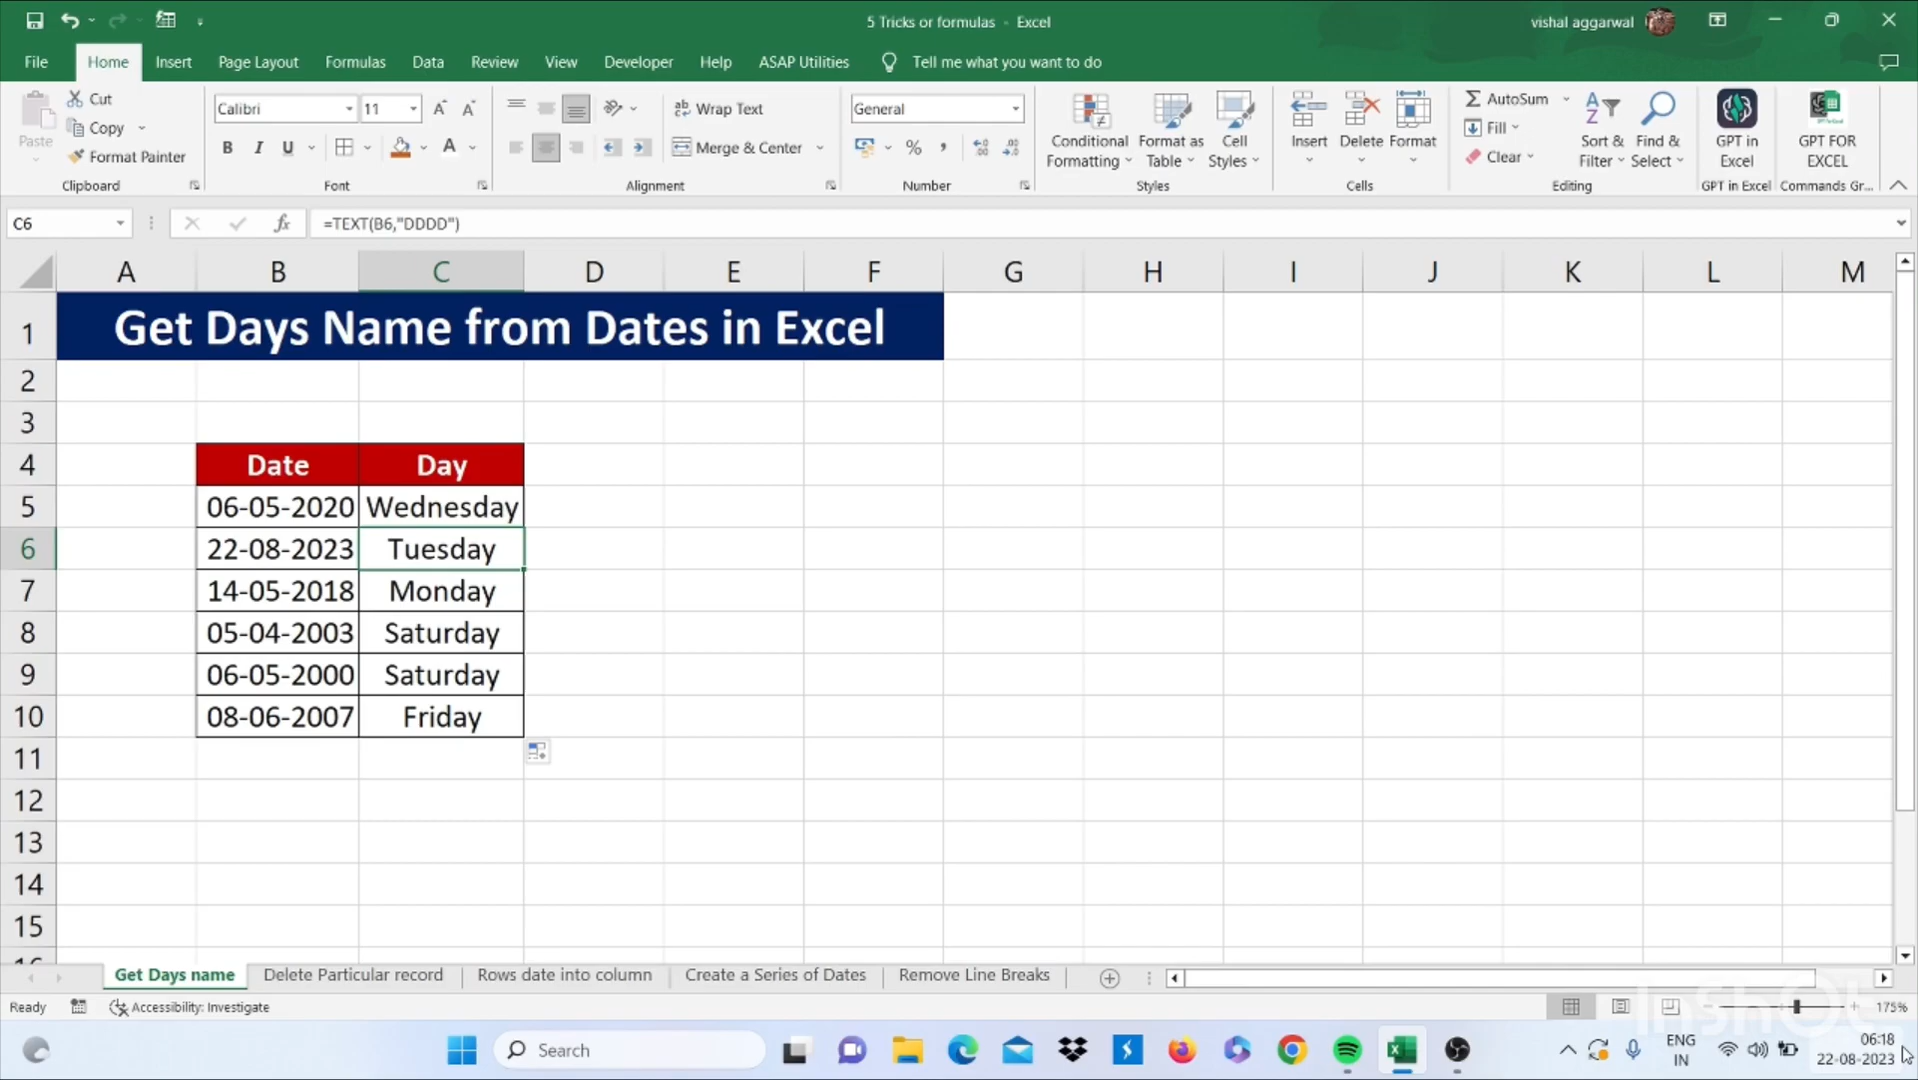 5 Tricks or formulas - Excel
vishal aggarwal
File Home Insert Page Layout Formulas Data Review View Developer Help ASAP Utilities Tell me what you want to do
Paste
Cut
Copy
Format Painter
Clipboard
Calibri 11
B I U
Font
Wrap Text
Merge & Center
Alignment
General
%
Number
Conditional Formatting
Format as Table
Cell Styles
Styles
Insert Delete Format
Cells
AutoSum
Fill
Clear
Sort & Filter
Find & Select
Editing
GPT in Excel
GPT in Excel
GPT FOR EXCEL
Commands Gr...
C6 fx =TEXT(B6,"DDDD")
A B C D E F G H I J K L M
1 Get Days Name from Dates in Excel
2
3
4 Date Day
5 06-05-2020 Wednesday
6 22-08-2023 Tuesday
7 14-05-2018 Monday
8 05-04-2003 Saturday
9 06-05-2000 Saturday
10 08-06-2007 Friday
11
12
13
14
15
16
Get Days name Delete Particular record Rows date into column Create a Series of Dates Remove Line Breaks
Ready Accessibility: Investigate 175%
InShOt
Search
ENG
IN
06:18
22-08-2023